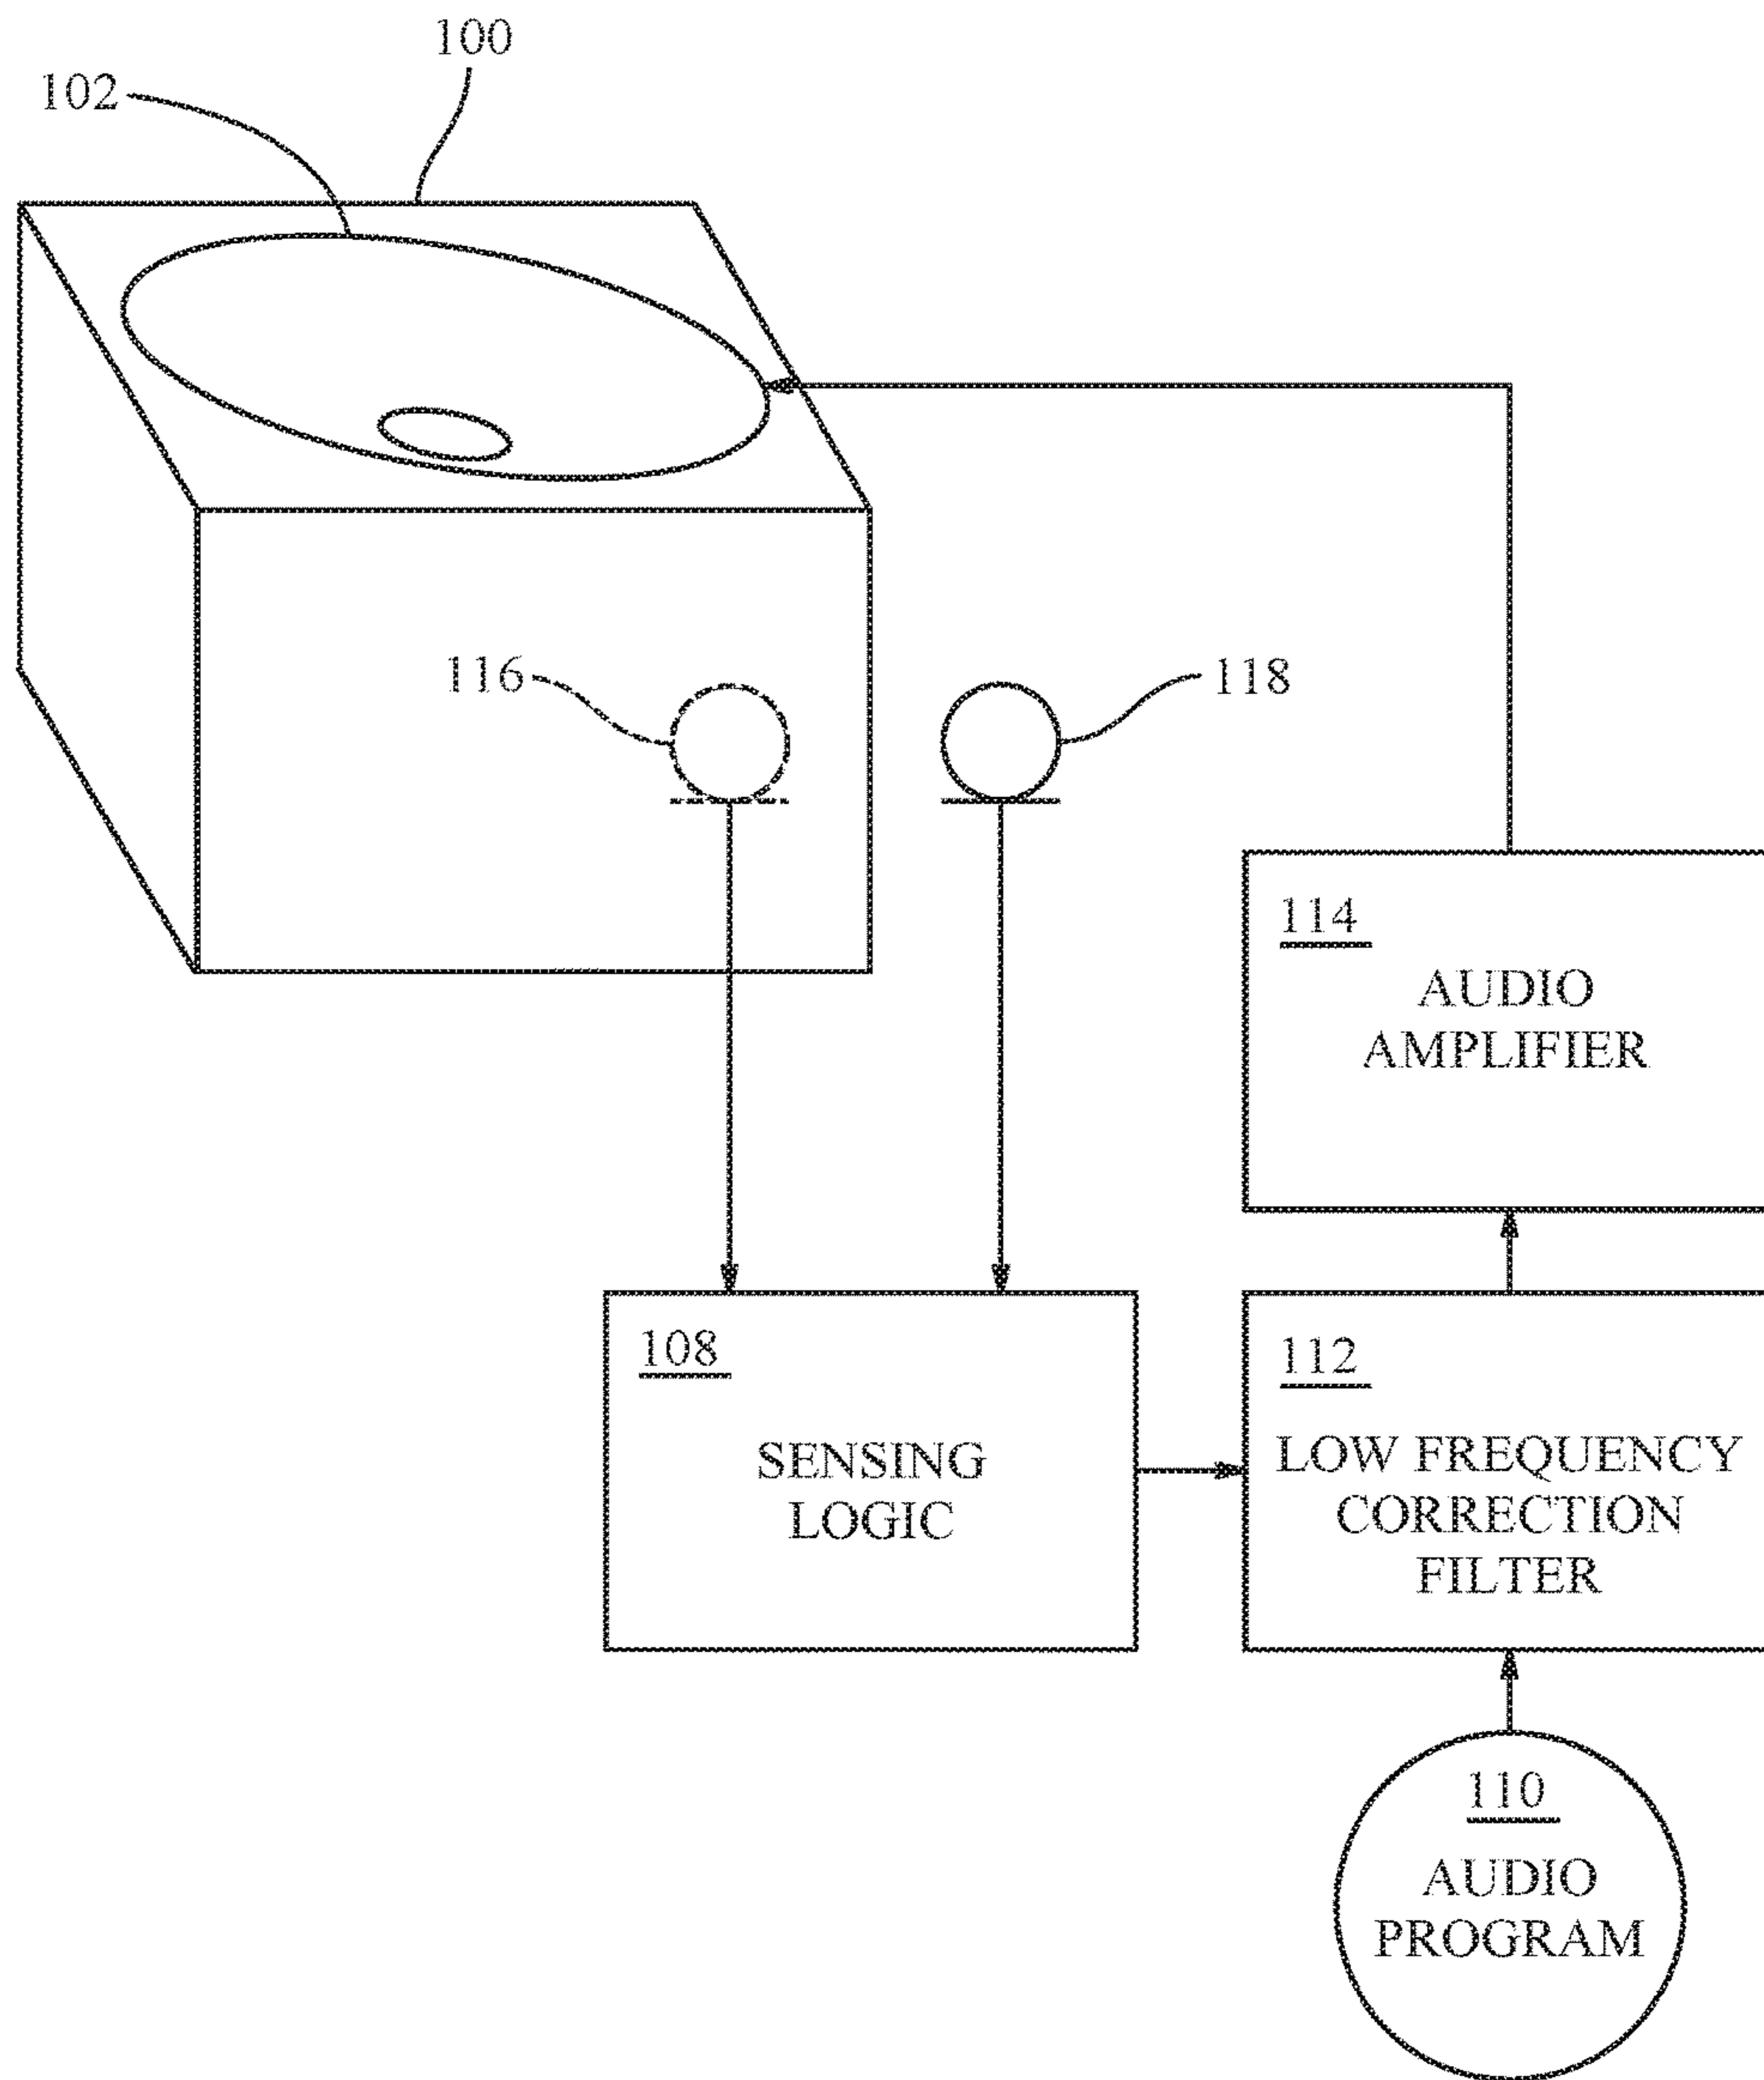 100
102
116
118
114
AUDIO
AMPLIFIER
108
SENSING
LOGIC
112
LOW FREQUENCY
CORRECTION
FILTER
110
AUDIO
PROGRAM